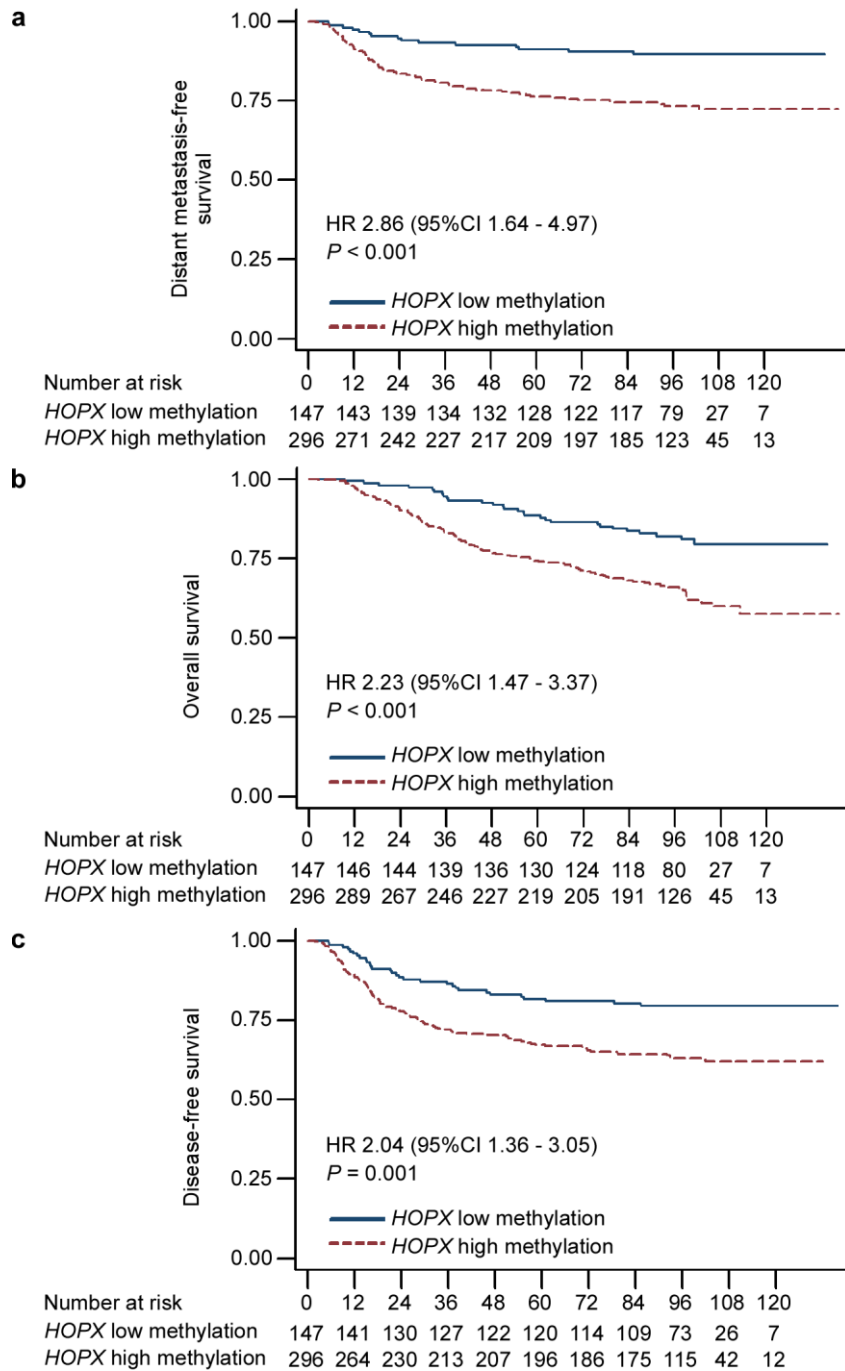 a
Distant metastasis-free
survival
1.00
0.75
0.50
0.25
0.00
HR 2.86 (95%CI 1.64 - 4.97)
P < 0.001
HOPX low methylation
HOPX high methylation
Number at risk 0 12 24 36 48 60 72 84 96 108 120
HOPX low methylation 147 143 139 134 132 128 122 117 79 27 7
HOPX high methylation 296 271 242 227 217 209 197 185 123 45 13
b
Overall survival
1.00
0.75
0.50
0.25
0.00
HR 2.23 (95%CI 1.47 - 3.37)
P < 0.001
HOPX low methylation
HOPX high methylation
Number at risk 0 12 24 36 48 60 72 84 96 108 120
HOPX low methylation 147 146 144 139 136 130 124 118 80 27 7
HOPX high methylation 296 289 267 246 227 219 205 191 126 45 13
c
Disease-free survival
1.00
0.75
0.50
0.25
0.00
HR 2.04 (95%CI 1.36 - 3.05)
P = 0.001
HOPX low methylation
HOPX high methylation
Number at risk 0 12 24 36 48 60 72 84 96 108 120
HOPX low methylation 147 141 130 127 122 120 114 109 73 26 7
HOPX high methylation 296 264 230 213 207 196 186 175 115 42 12